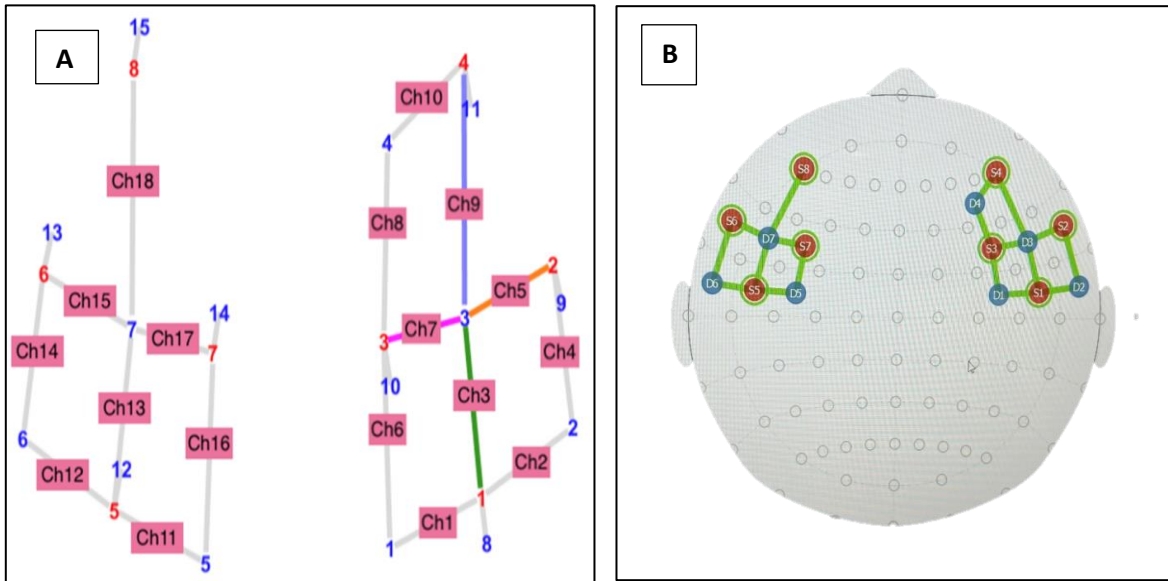 A
15
8
Ch18
13
6
Ch15
7
14
Ch17
7
Ch14
Ch13
Ch16
6
12
Ch12
5
Ch11
5
4
Ch10
11
4
Ch9
Ch8
2
Ch5
9
3
Ch7
3
Ch4
10
Ch3
Ch6
2
Ch2
1
Ch1
1
8
B
S8
S4
D4
S6
S2
D7
S7
S3
D3
D6
S5
D5
D1
S1
D2